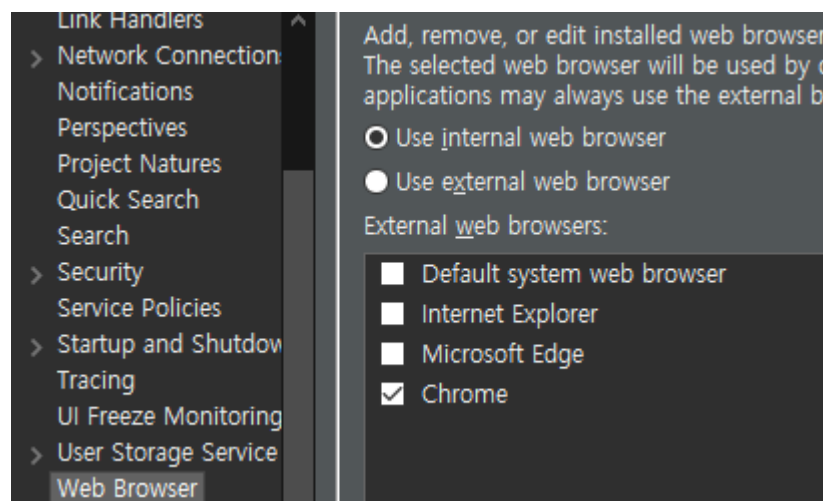 Link Handlers
Network Connection
Notifications
Perspectives
Project Natures
Quick Search
Search
Security
Service Policies
Startup and Shutdow
Tracing
UI Freeze Monitoring
User Storage Service
Web Browser
Add, remove, or edit installed web browser
The selected web browser will be used by
applications may always use the external b
Use internal web browser
Use external web browser
External web browsers:
Default system web browser
Internet Explorer
Microsoft Edge
Chrome